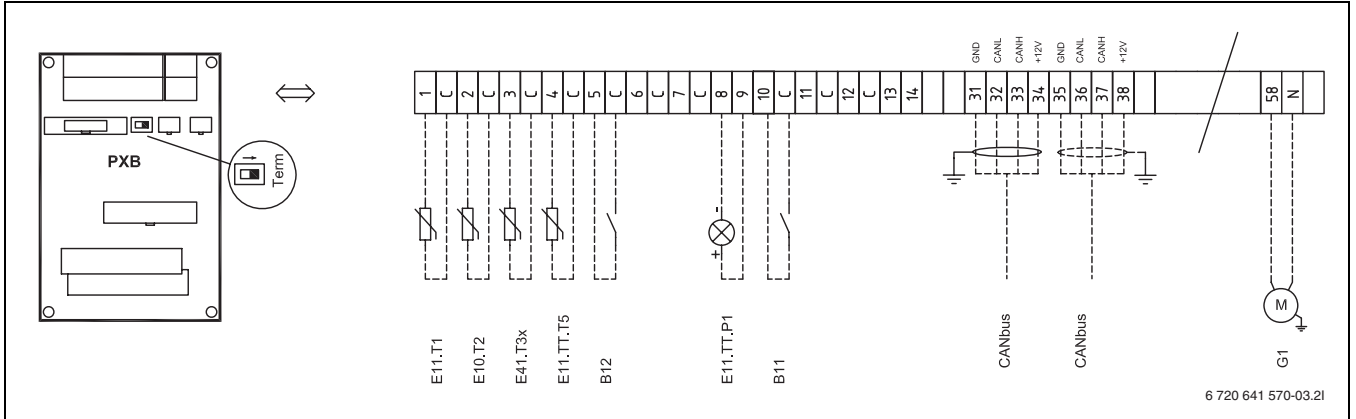 PXB
Term
1 C 2 C 3 C 4 C 5 C 6 C 7 C 8 9 10 C 11 C 12 C 13 14 31 32 33 34 35 36 37 38 58 N
GND
CANL
CANH
+12V
GND
CANL
CANH
+12V
- 
+
M
E11.T1
E10.T2
E41.T3x
E11.TT.T5
B12
E11.TT.P1
B11
CANbus
CANbus
G1
6 720 641 570-03.2I